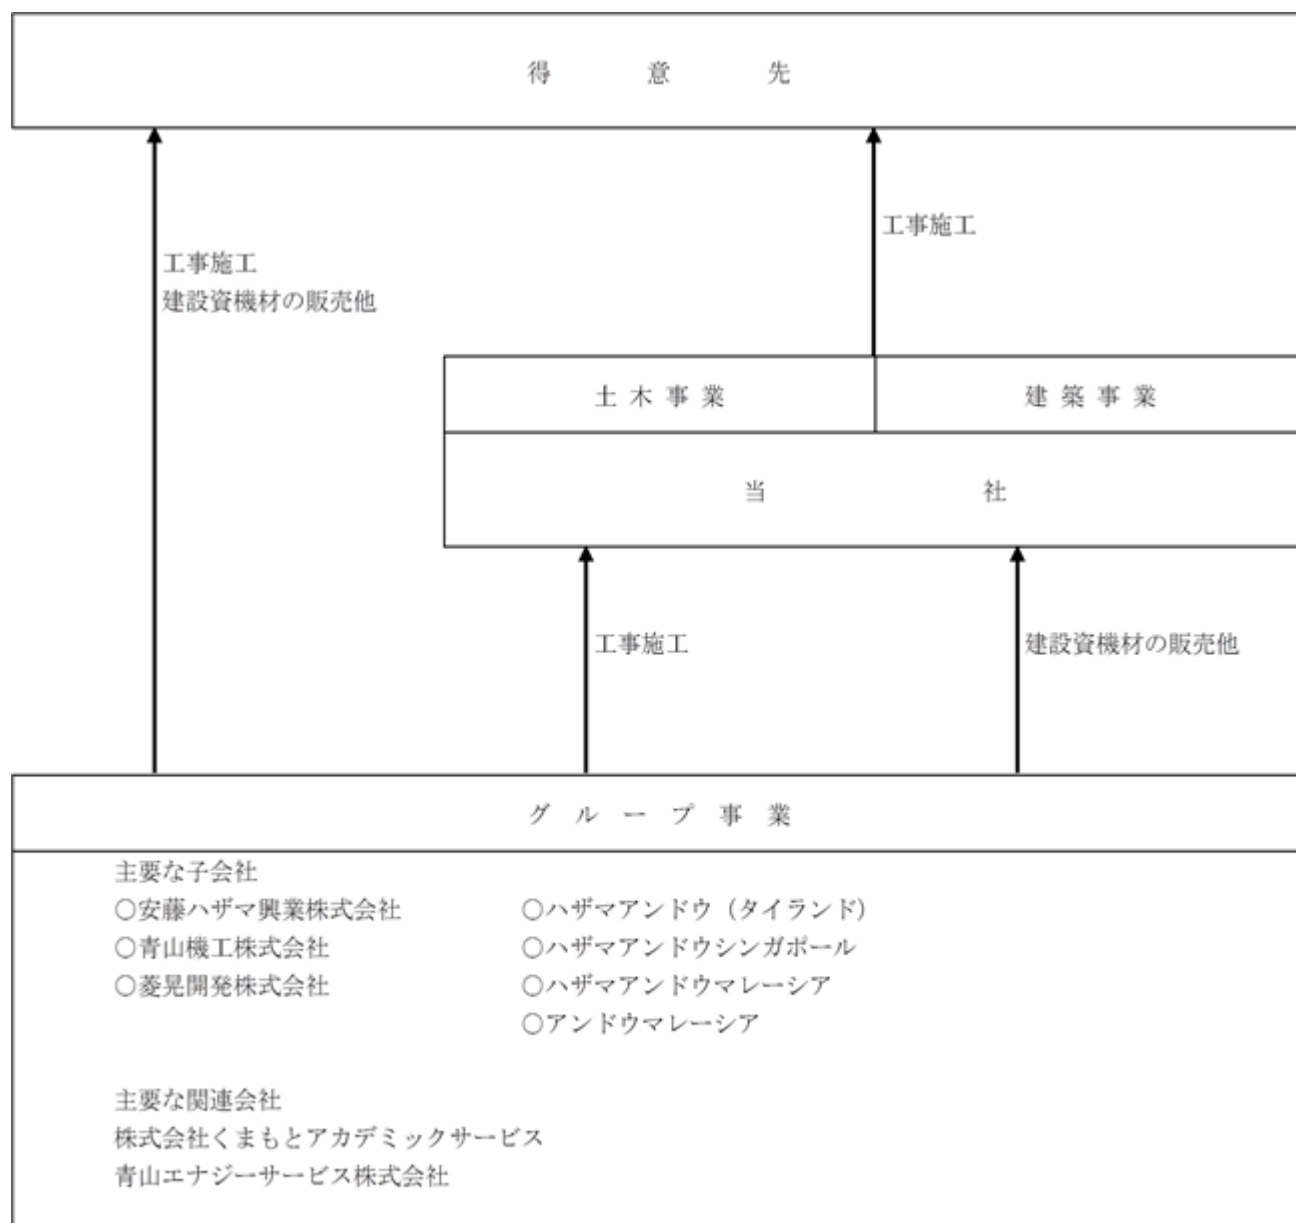 得意先
工事施工
工事施工
建設資機材の販売他
土木事業
建築事業
当社
工事施工
建設資機材の販売他
グループ事業
主要な子会社
○安藤ハザマ興業株式会社
○ハザマアンドウ（タイランド）
○青山機工株式会社
○ハザマアンドウシンガポール
○菱晃開発株式会社
○ハザマアンドウマレーシア
○アンドウマレーシア
主要な関連会社
株式会社くまもとアカデミックサービス
青山エナジーサービス株式会社